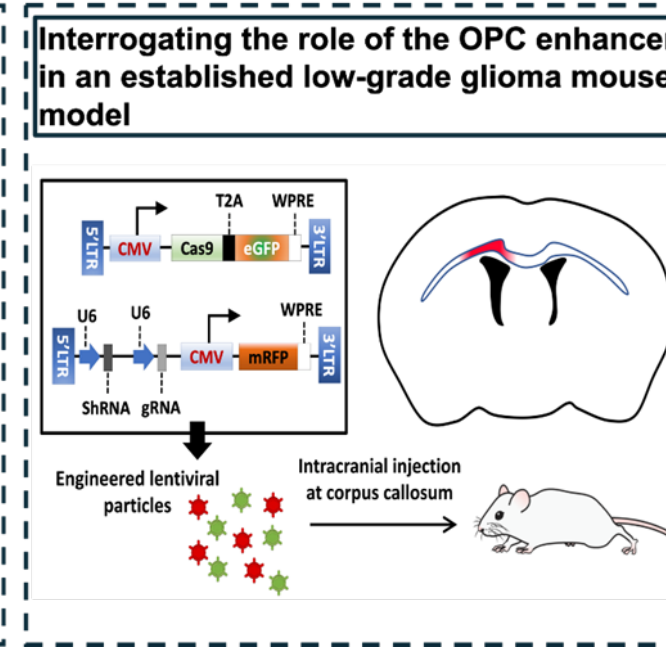 Interrogating the role of the OPC enhancer
in an established low-grade glioma mouse
model
T2A WPRE
5'LTR CMV Cas9 eGFP 3'LTR
U6 U6 WPRE
5'LTR CMV mRFP 3'LTR
ShRNA gRNA
Engineered lentiviral
particles
Intracranial injection
at corpus callosum